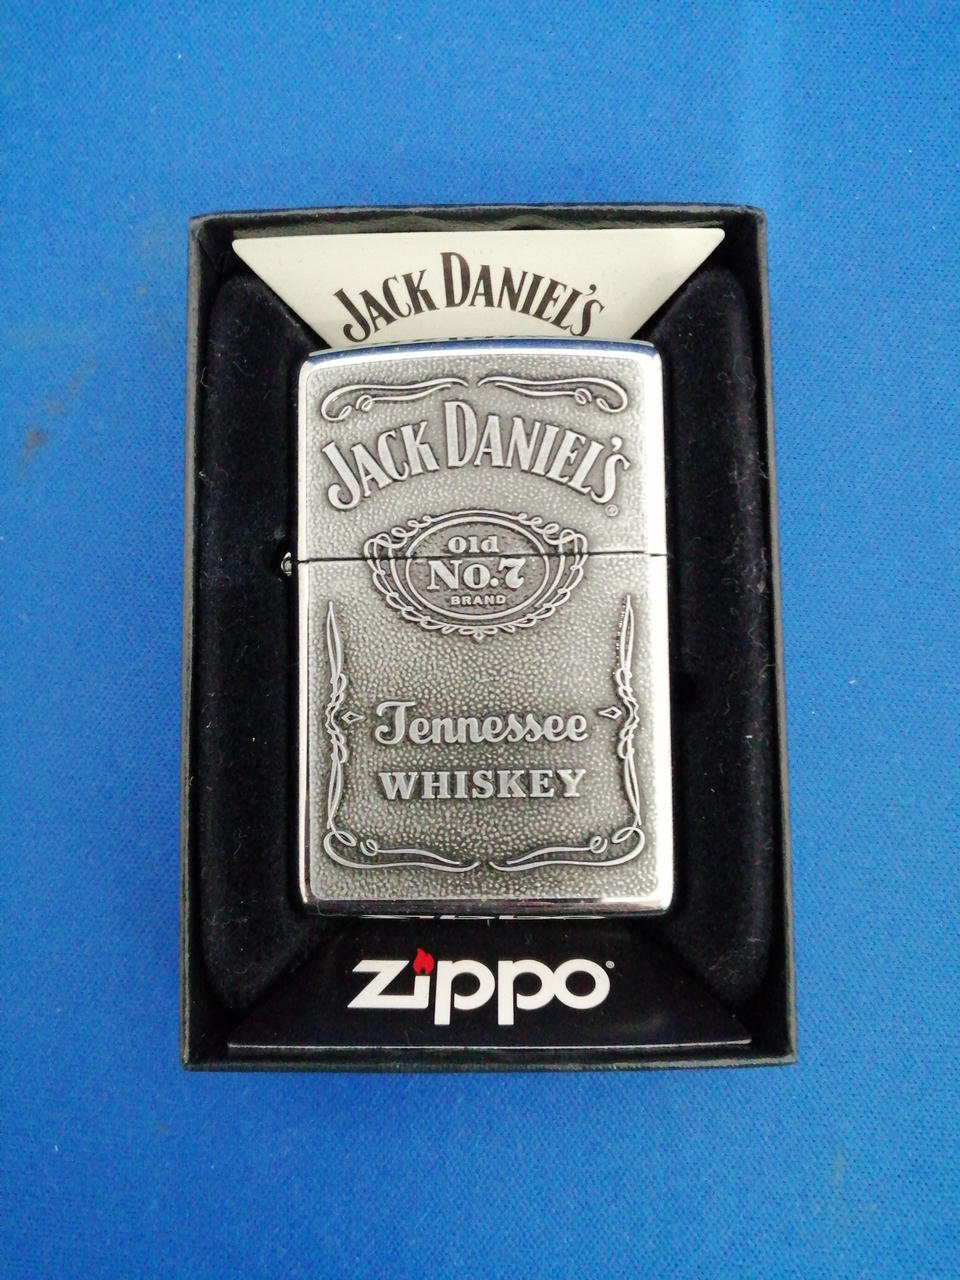 JACK DANIEL'S
JACK DANIEL'S®
Old
NO.7
BRAND
Tennessee
WHISKEY
zippo®